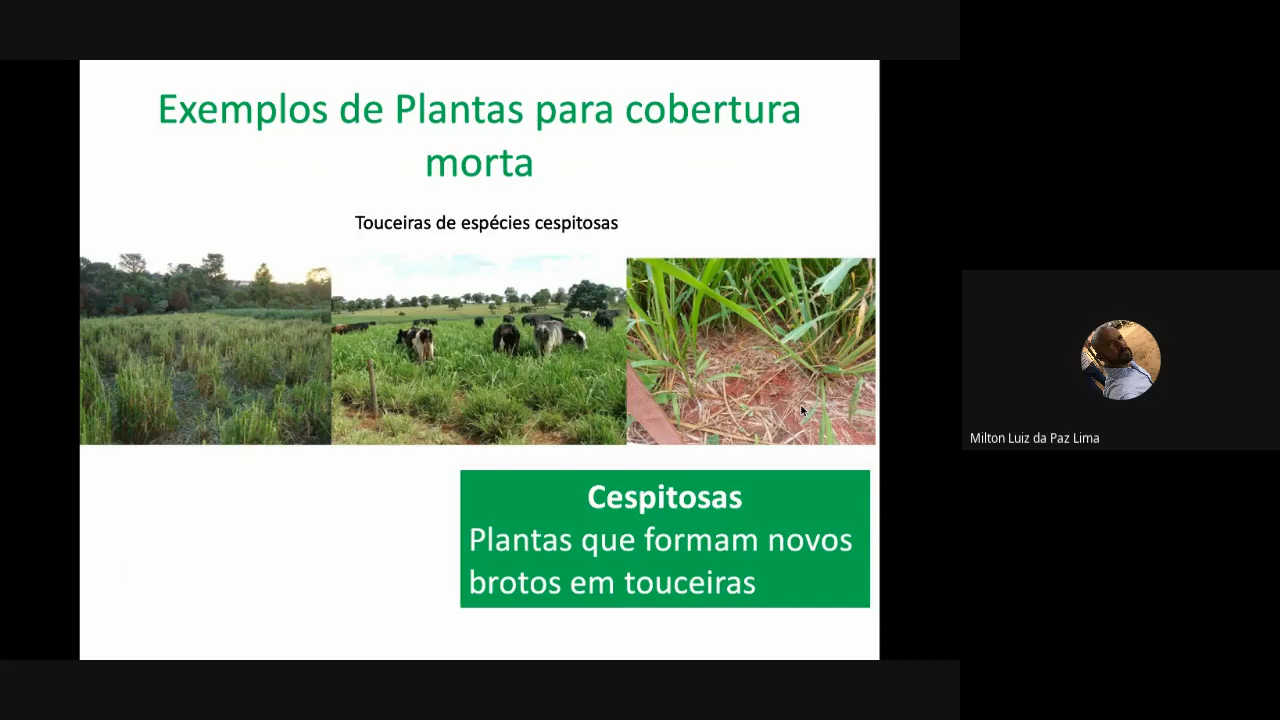 Exemplos de Plantas para cobertura
morta
Touceiras de espécies cespitosas
Cespitosas
Plantas que formam novos
brotos em touceiras
Milton Luiz da Paz Lima